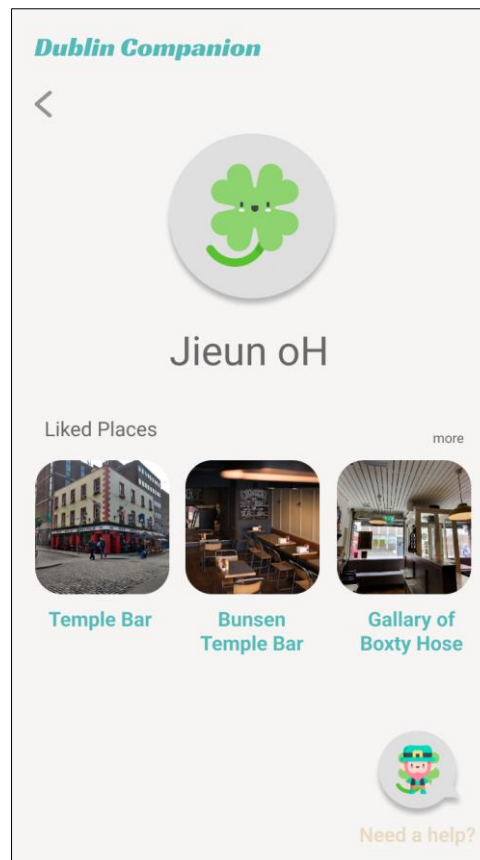 Dublin Companion
Jieun oH
Liked Places
more
Temple Bar
Bunsen
Temple Bar
Gallary of
Boxty Hose
Need a help?